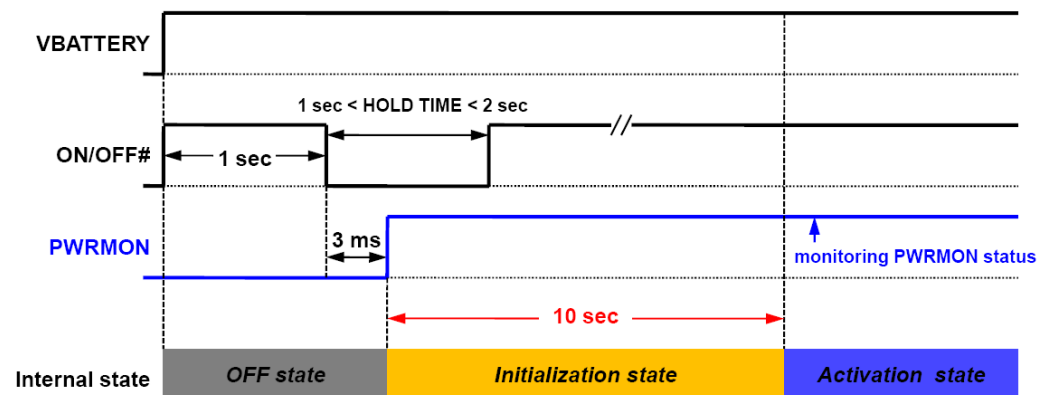 VBATTERY
1 sec < HOLD TIME < 2 sec
ON/OFF#
1 sec
PWRMON
3 ms
monitoring PWRMON status
10 sec
Internal state
OFF state
Initialization state
Activation state